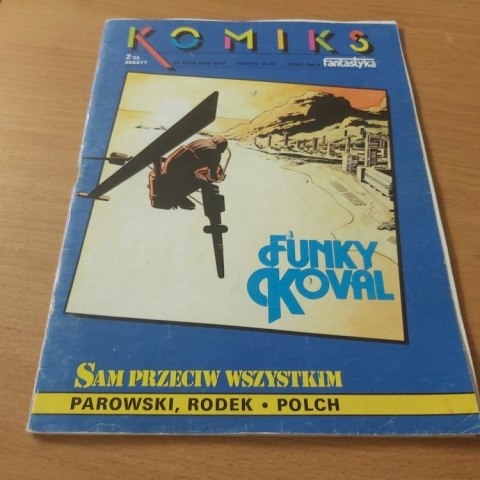 KOMIKS
2
ZESZYT
fantastyka
FUNKY
KOVAL
SAM PRZECIW WSZYSTKIM
PAROWSKI, RODEK • POLCH